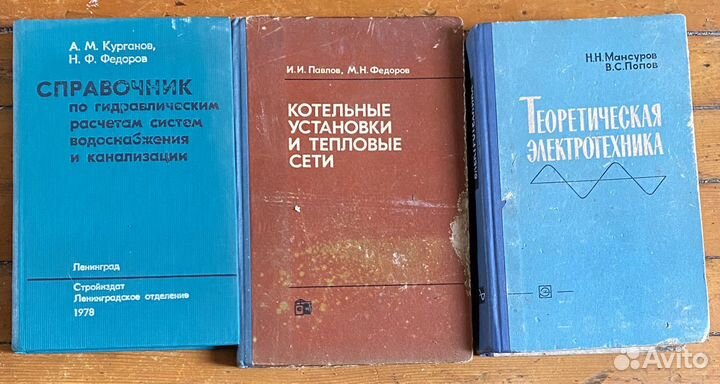 А. М. Курганов,
Н. Ф. Федоров
СПРАВОЧНИК
по гидравлическим
расчетам систем
водоснабжения
и канализации
Ленинград
Стройиздат
Ленинградское отделение
1978
И. И. Павлов, М. Н. Федоров
КОТЕЛЬНЫЕ
УСТАНОВКИ
И ТЕПЛОВЫЕ
СЕТИ
Н.Н. Мансуров
В.С. Попов
ТЕОРЕТИЧЕСКАЯ
ЭЛЕКТРОТЕХНИКА
Avito